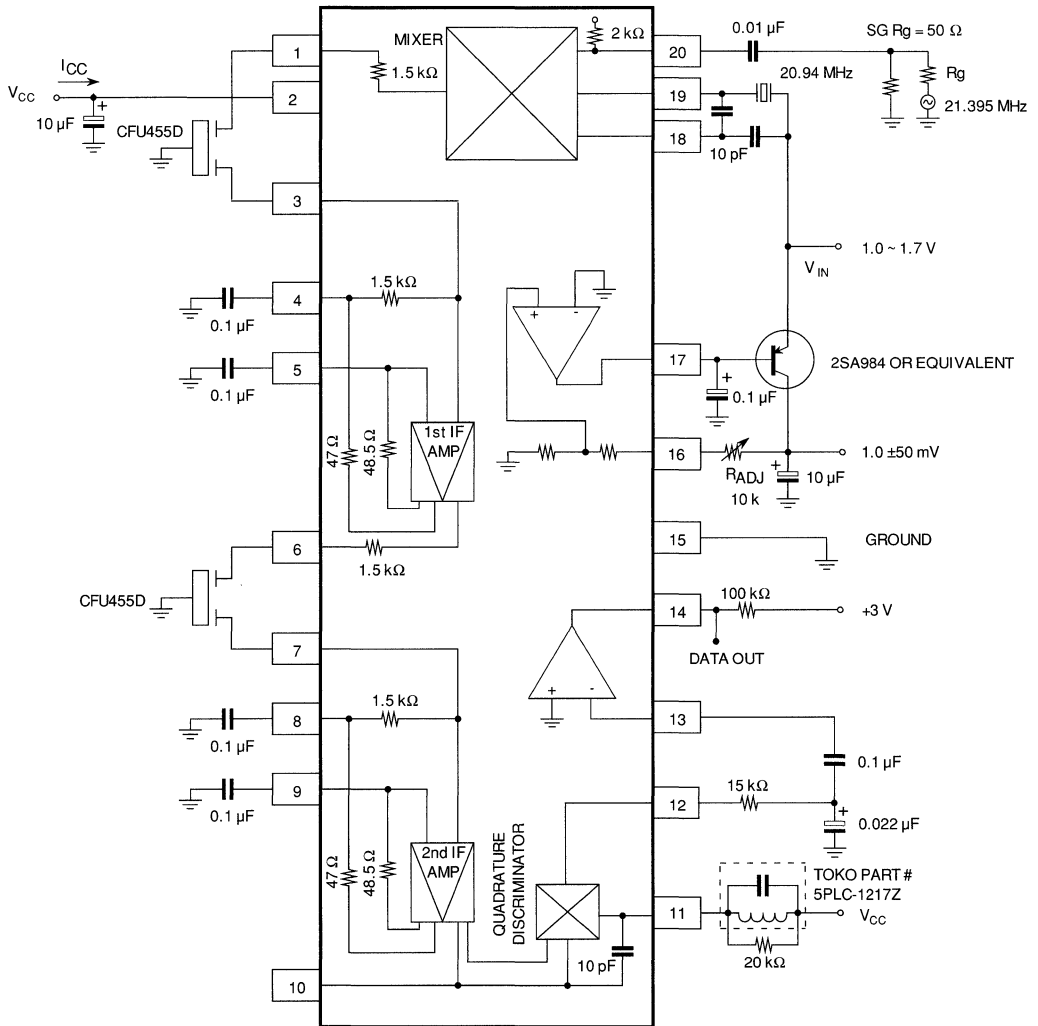 MIXER
2 kΩ
1
20
0.01 µF
SG Rg = 50 Ω
1.5 kΩ
20.94 MHz
Rg
ICC
VCC
2
19
21.395 MHz
10 µF
+
CFU455D
18
10 pF
3
1.0 ~ 1.7 V
VIN
1.5 kΩ
4
0.1 µF
+
-
17
2SA984 OR EQUIVALENT
5
0.1 µF
+
0.1 µF
47 Ω
48.5 Ω
1st IF
AMP
16
RADJ
10 k
1.0 ±50 mV
+
10 µF
6
1.5 kΩ
15
GROUND
CFU455D
100 kΩ
14
+3 V
7
DATA OUT
+
-
1.5 kΩ
8
0.1 µF
13
0.1 µF
9
0.1 µF
12
15 kΩ
+
0.022 µF
47 Ω
48.5 Ω
2nd IF
AMP
QUADRATURE
DISCRIMINATOR
TOKO PART #
5PLC-1217Z
11
VCC
20 kΩ
10 pF
10